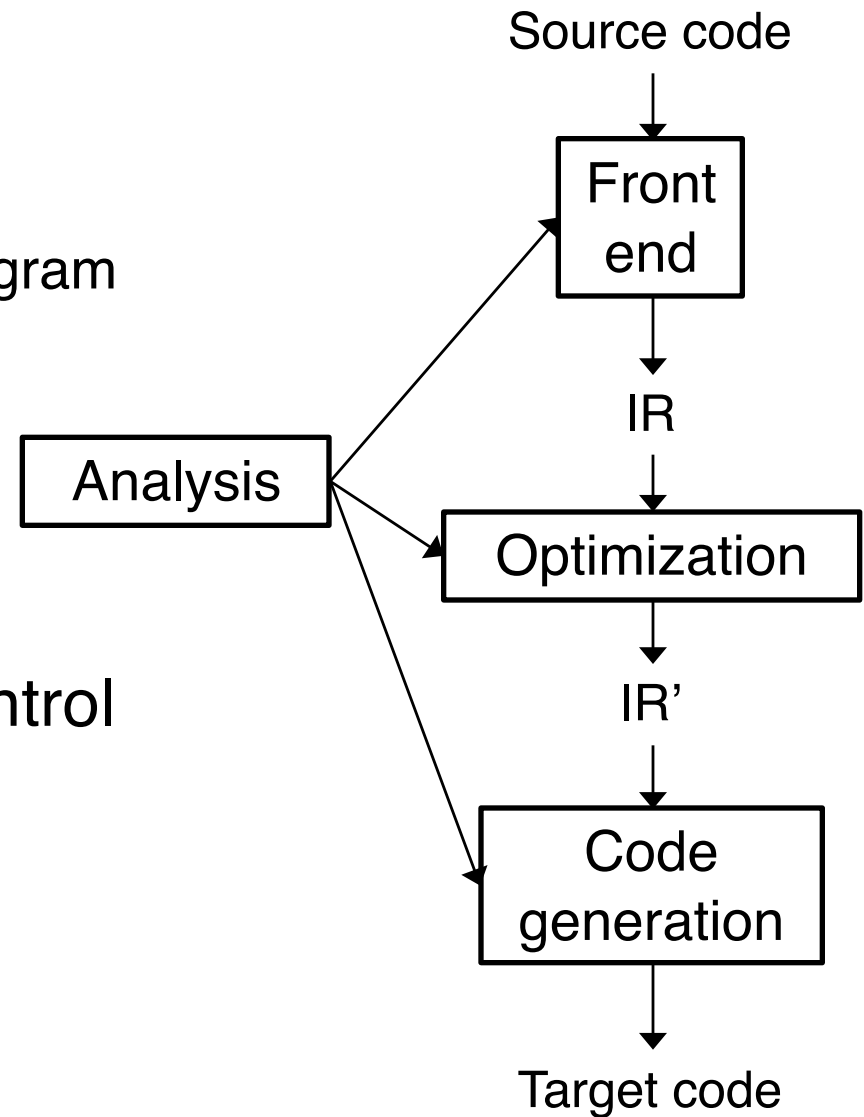 Source code
Front
end
gram
IR
Analysis
Optimization
ntrol
IR’
Code
generation
Target code